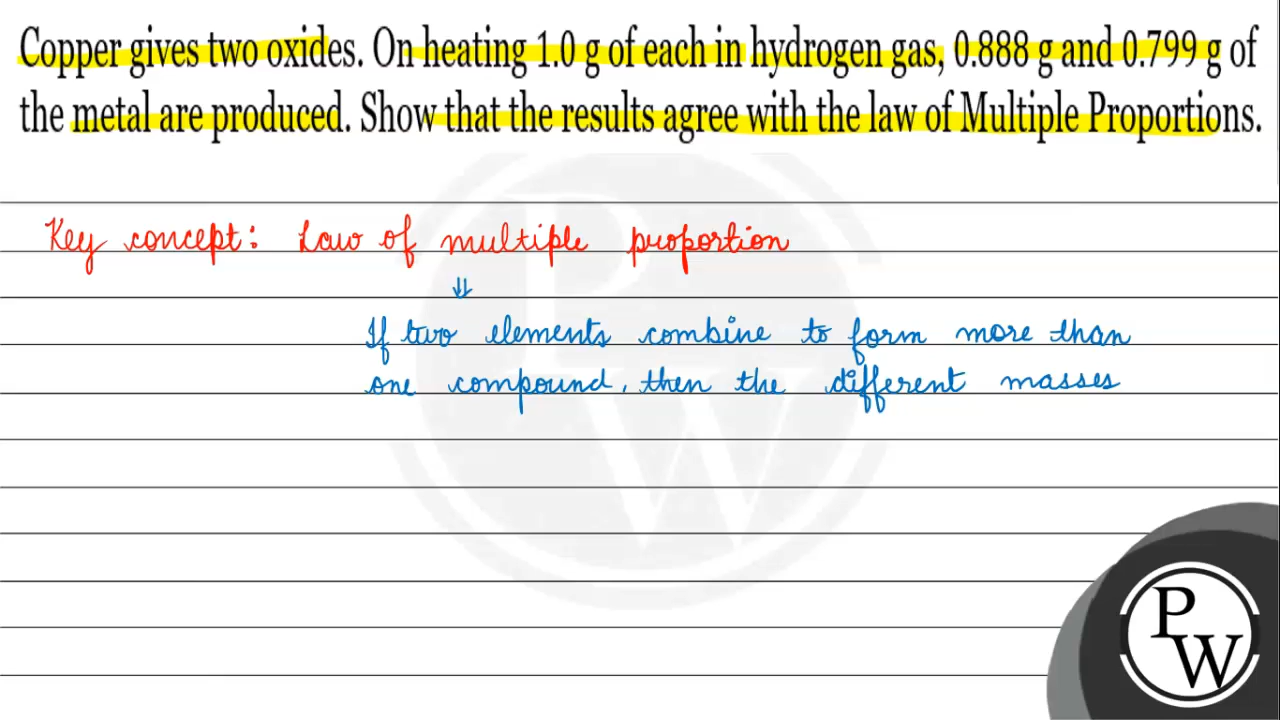 Copper gives two oxides. On heating 1.0 g of each in hydrogen gas, 0.888 g and 0.799 g of
the metal are produced. Show that the results agree with the law of Multiple Proportions.
Key concept: Law of multiple proportion
⇓
If two elements combine to form more than
one compound, then the different masses
P
W
P
W